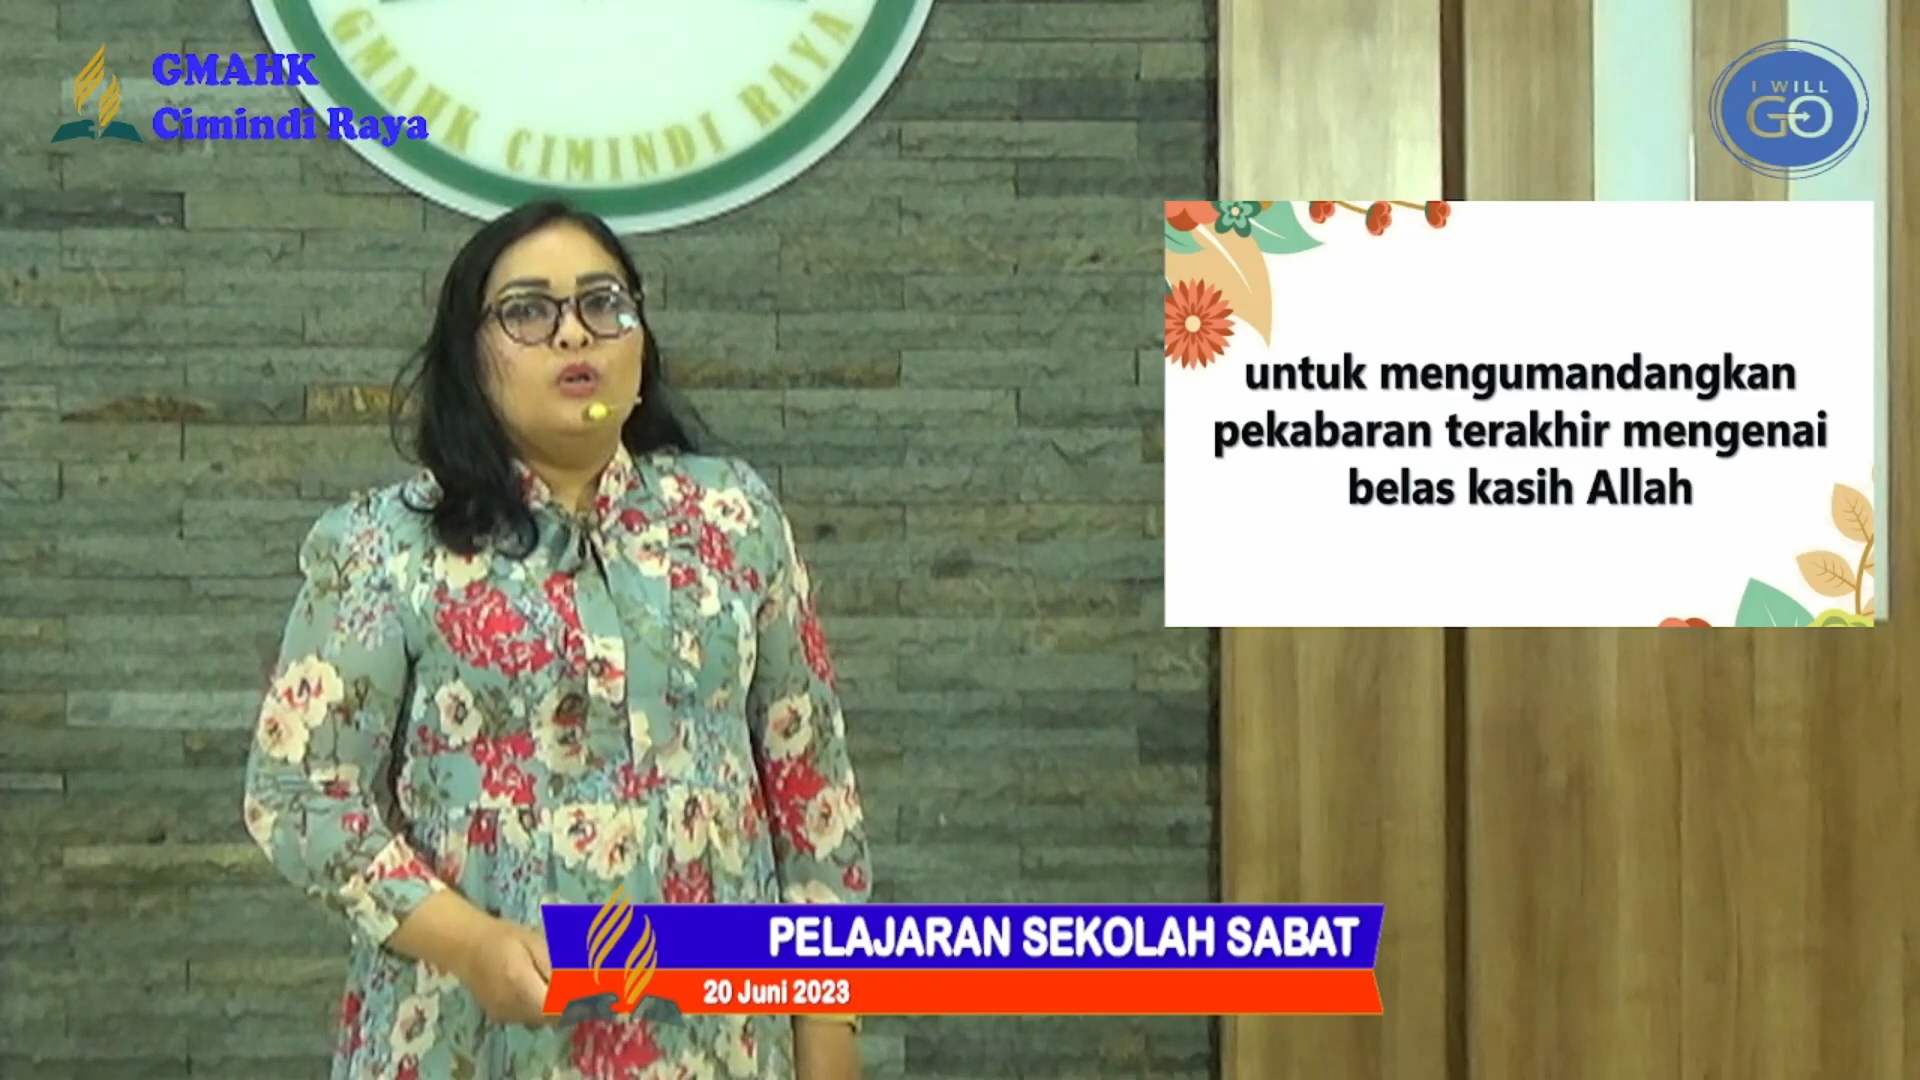 GMAHK
Cimindi Raya
GMAHK CIMINDI RAYA
I WILL
GO
untuk mengumandangkan
pekabaran terakhir mengenai
belas kasih Allah
PELAJARAN SEKOLAH SABAT
20 Juni 2023